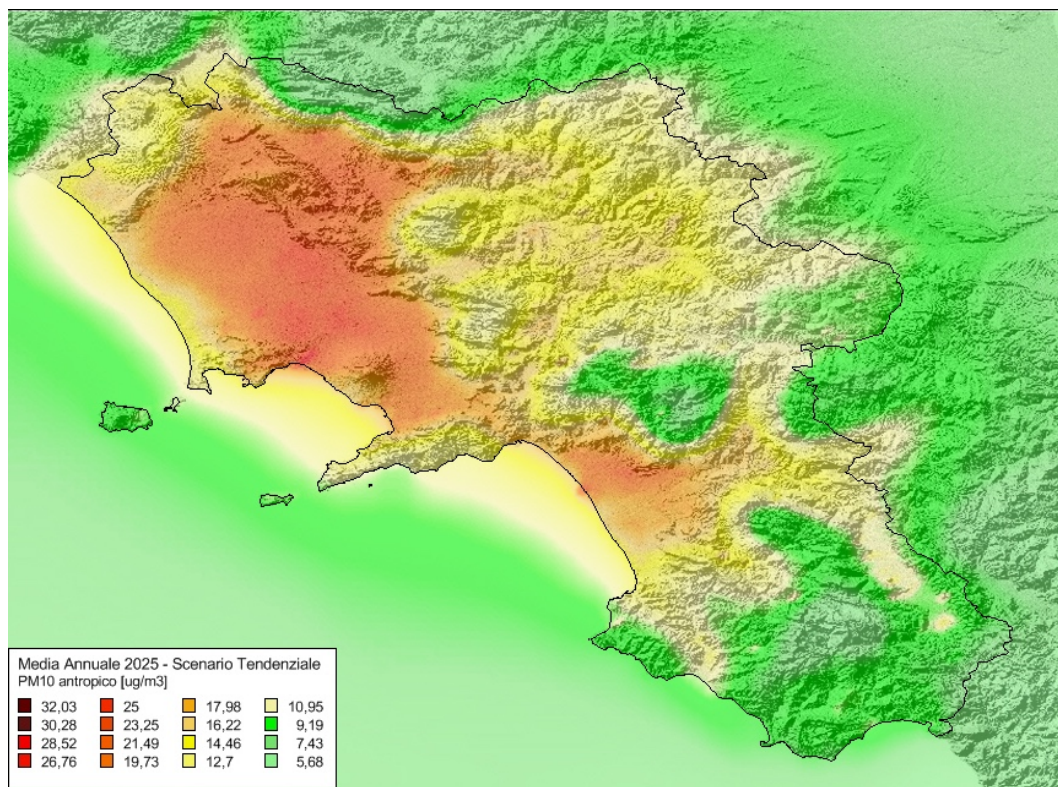 Media Annuale 2025 - Scenario Tendenziale
PM10 antropico [ug/m3]
32,03 25 17,98 10,95
30,28 23,25 16,22 9,19
28,52 21,49 14,46 7,43
26,76 19,73 12,7 5,68